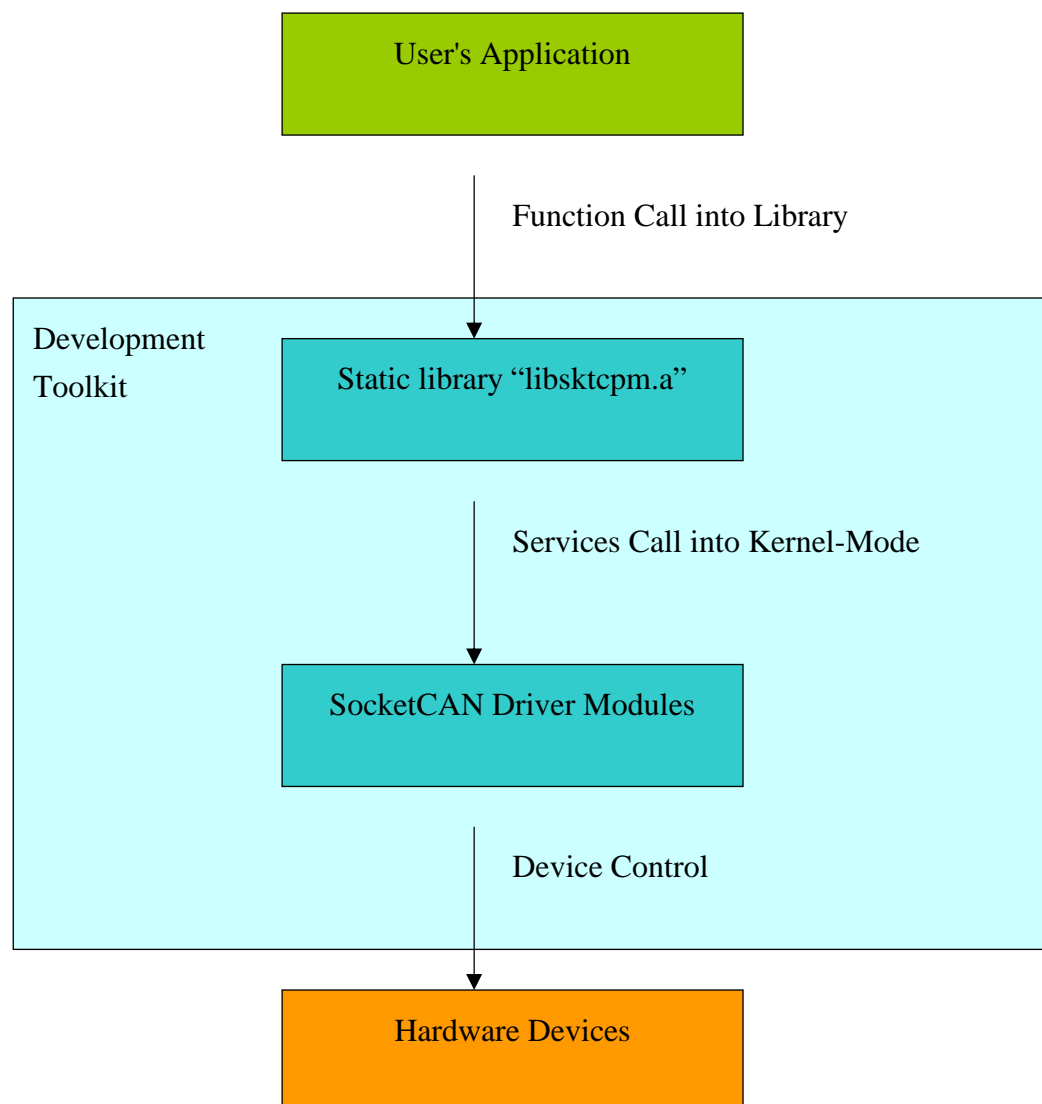 User's Application
Function Call into Library
Development
Toolkit
Static library “libsktcpm.a”
Services Call into Kernel-Mode
SocketCAN Driver Modules
Device Control
Hardware Devices